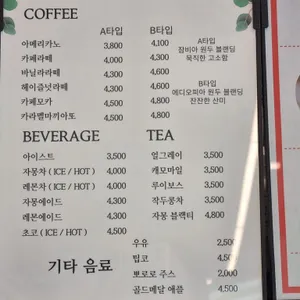 COFFEE
A타입 B타입
아메리카노 3,800 4,100
카페라떼 4,000 4,300
바닐라라떼 4,300 4,600
헤이즐넛라떼 4,300 4,600
카페모카 4,500 4,800
카라멜마키아또 4,500 4,800
A타입
잠비아 원두 블랜딩
묵직한 고소함
B타입
에디오피아 원두 블랜딩
잔잔한 산미
BEVERAGE
아이스트 3,500
자몽차 ( ICE / HOT ) 4,000
레몬차 ( ICE / HOT ) 4,000
자몽에이드 4,300
레몬에이드 4,300
초코 ( ICE / HOT ) 4,500
TEA
얼그레이 3,500
캐모마일 3,500
루이보스 3,500
작두콩차 3,500
자몽 블랙티 4,800
기타 음료
우유 2,500
팁코 4,500
뽀로로 주스 2,000
골드메달 애플